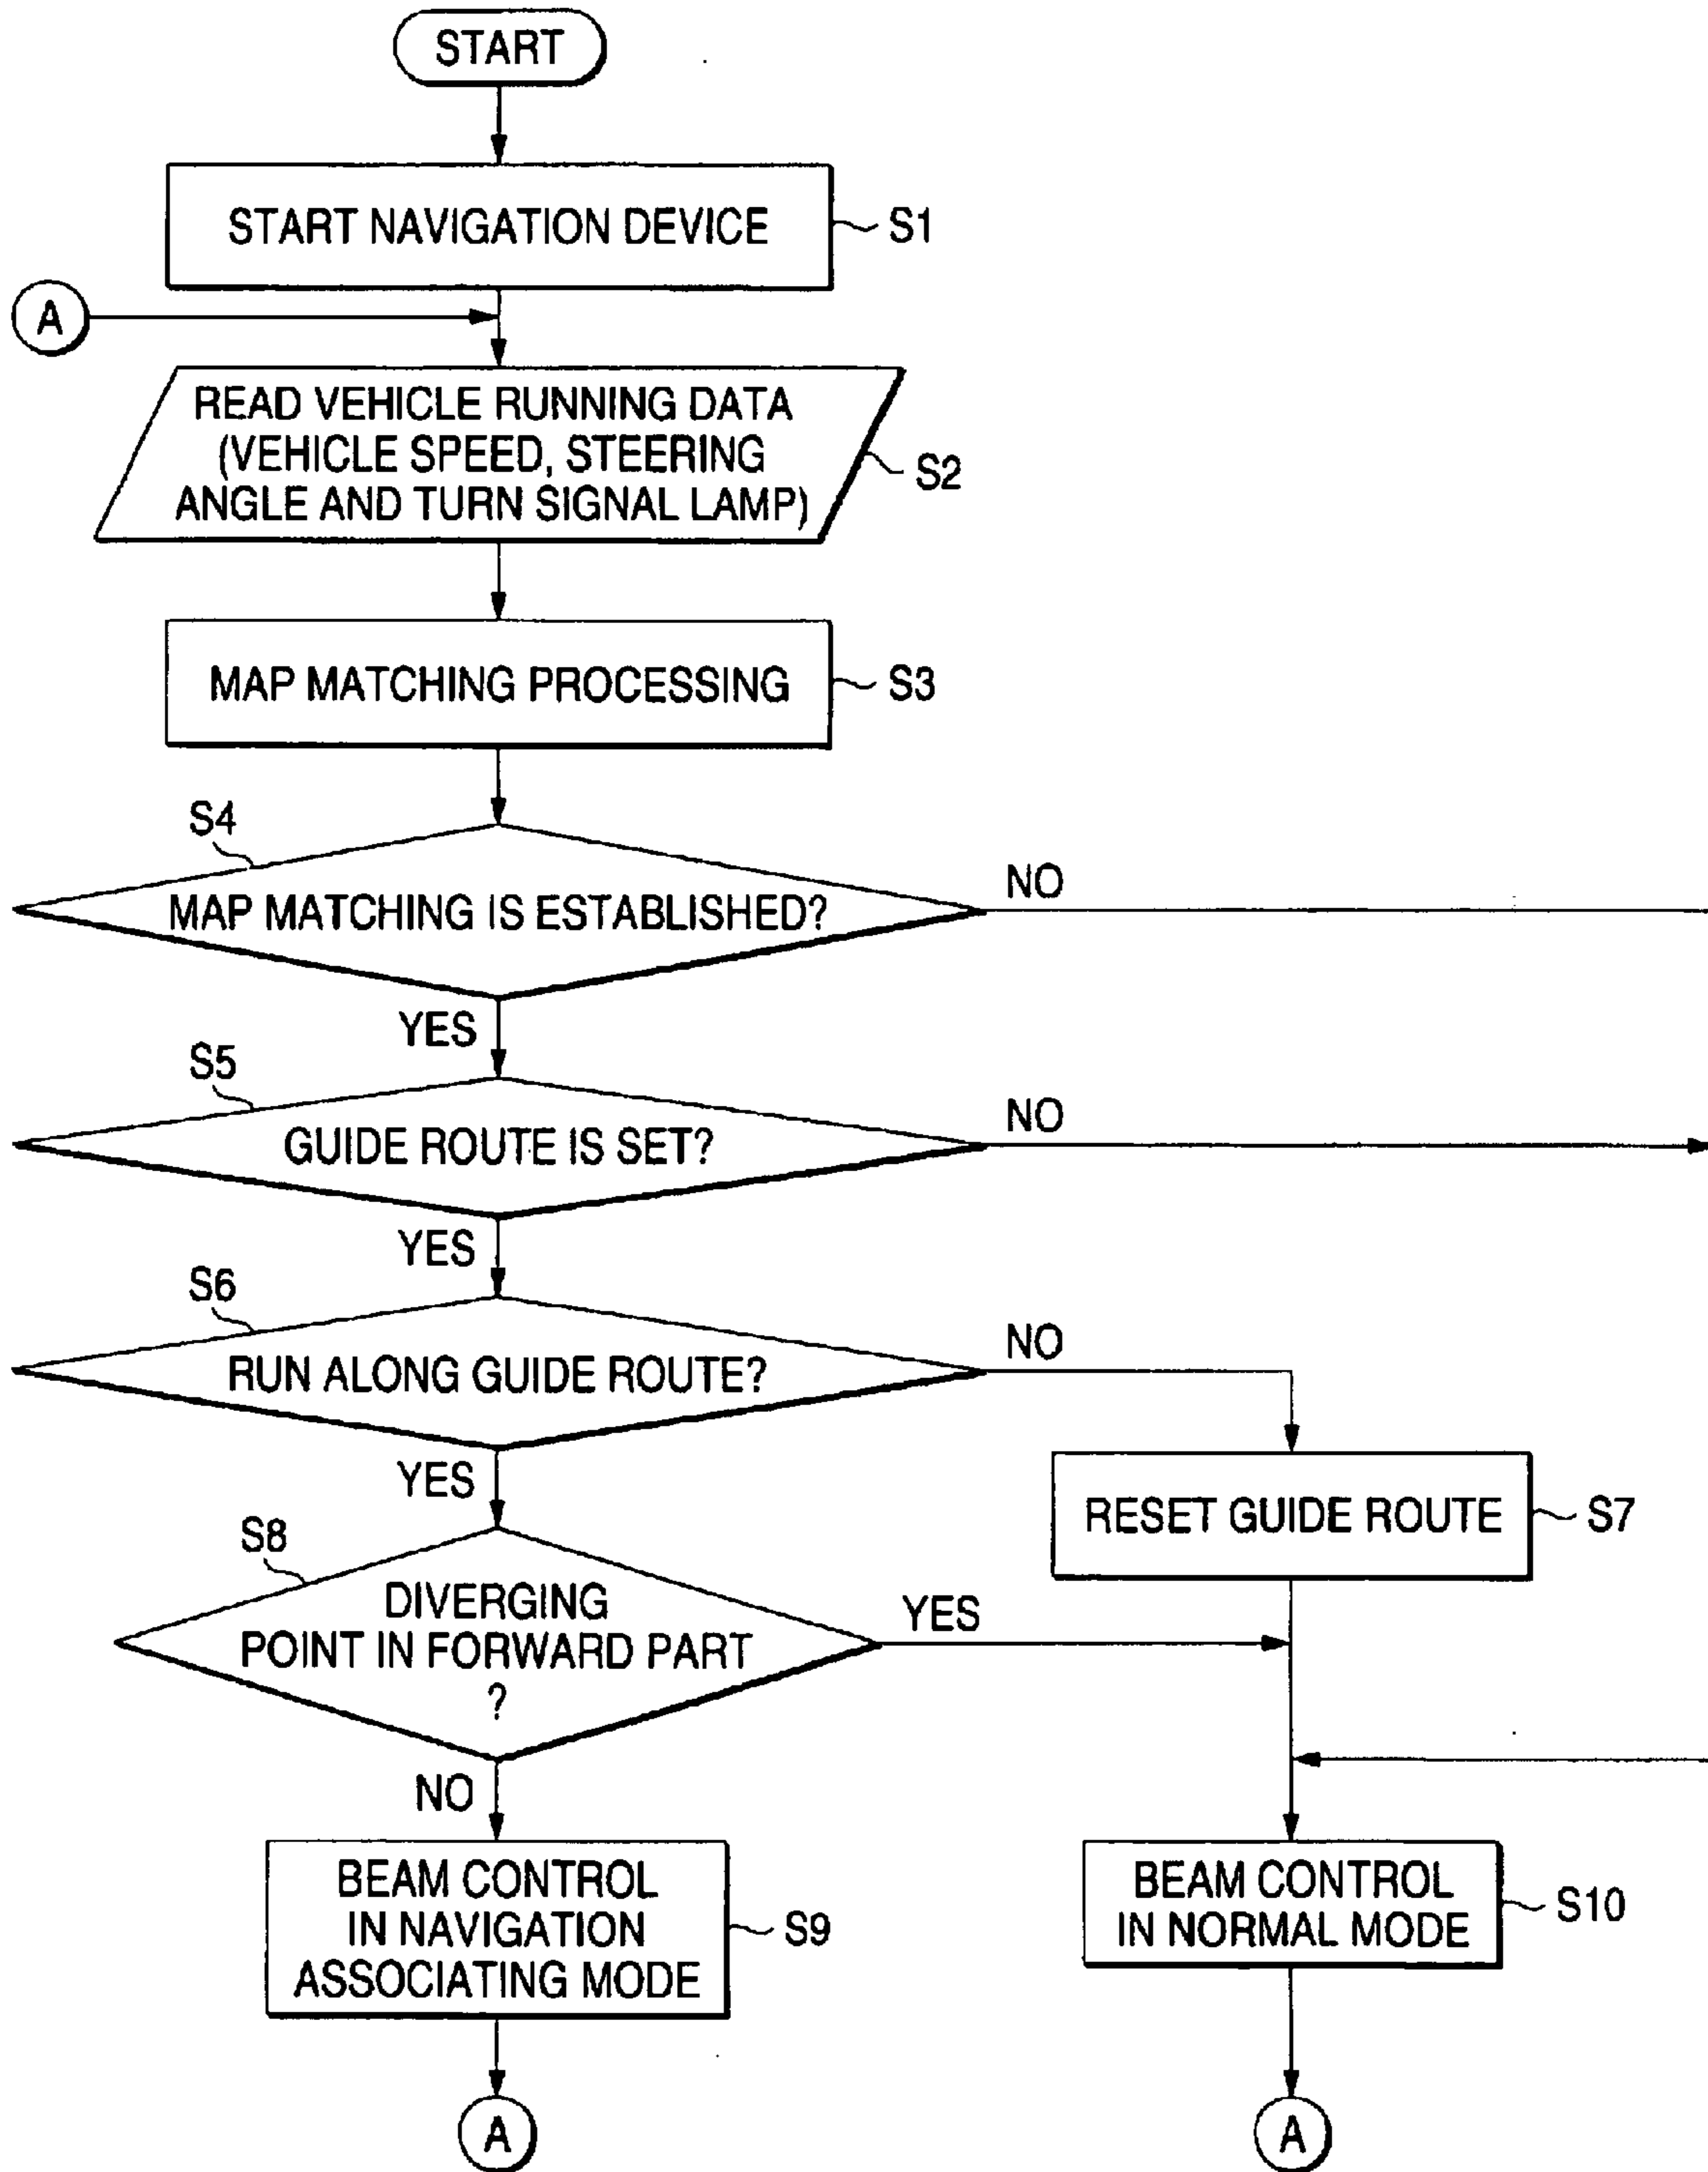 START
START NAVIGATION DEVICE
S1
A
READ VEHICLE RUNNING DATA
(VEHICLE SPEED, STEERING
ANGLE AND TURN SIGNAL LAMP)
S2
MAP MATCHING PROCESSING
S3
S4
MAP MATCHING IS ESTABLISHED?
NO
YES
S5
GUIDE ROUTE IS SET?
NO
YES
S6
RUN ALONG GUIDE ROUTE?
NO
YES
RESET GUIDE ROUTE
S7
S8
DIVERGING
POINT IN FORWARD PART
?
YES
NO
BEAM CONTROL
IN NAVIGATION
ASSOCIATING MODE
S9
BEAM CONTROL
IN NORMAL MODE
S10
A
A